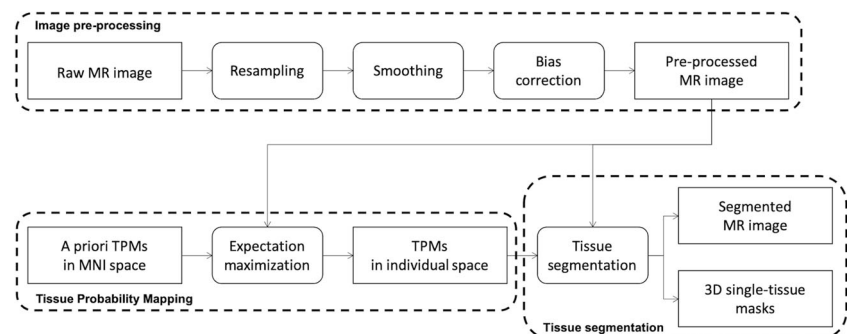 Image pre-processing
Raw MR image
Resampling
Smoothing
Bias
correction
Pre-processed
MR image
A priori TPMs
in MNI space
Expectation
maximization
TPMs
in individual space
Tissue
segmentation
Segmented
MR image
3D single-tissue
masks
Tissue Probability Mapping
Tissue segmentation